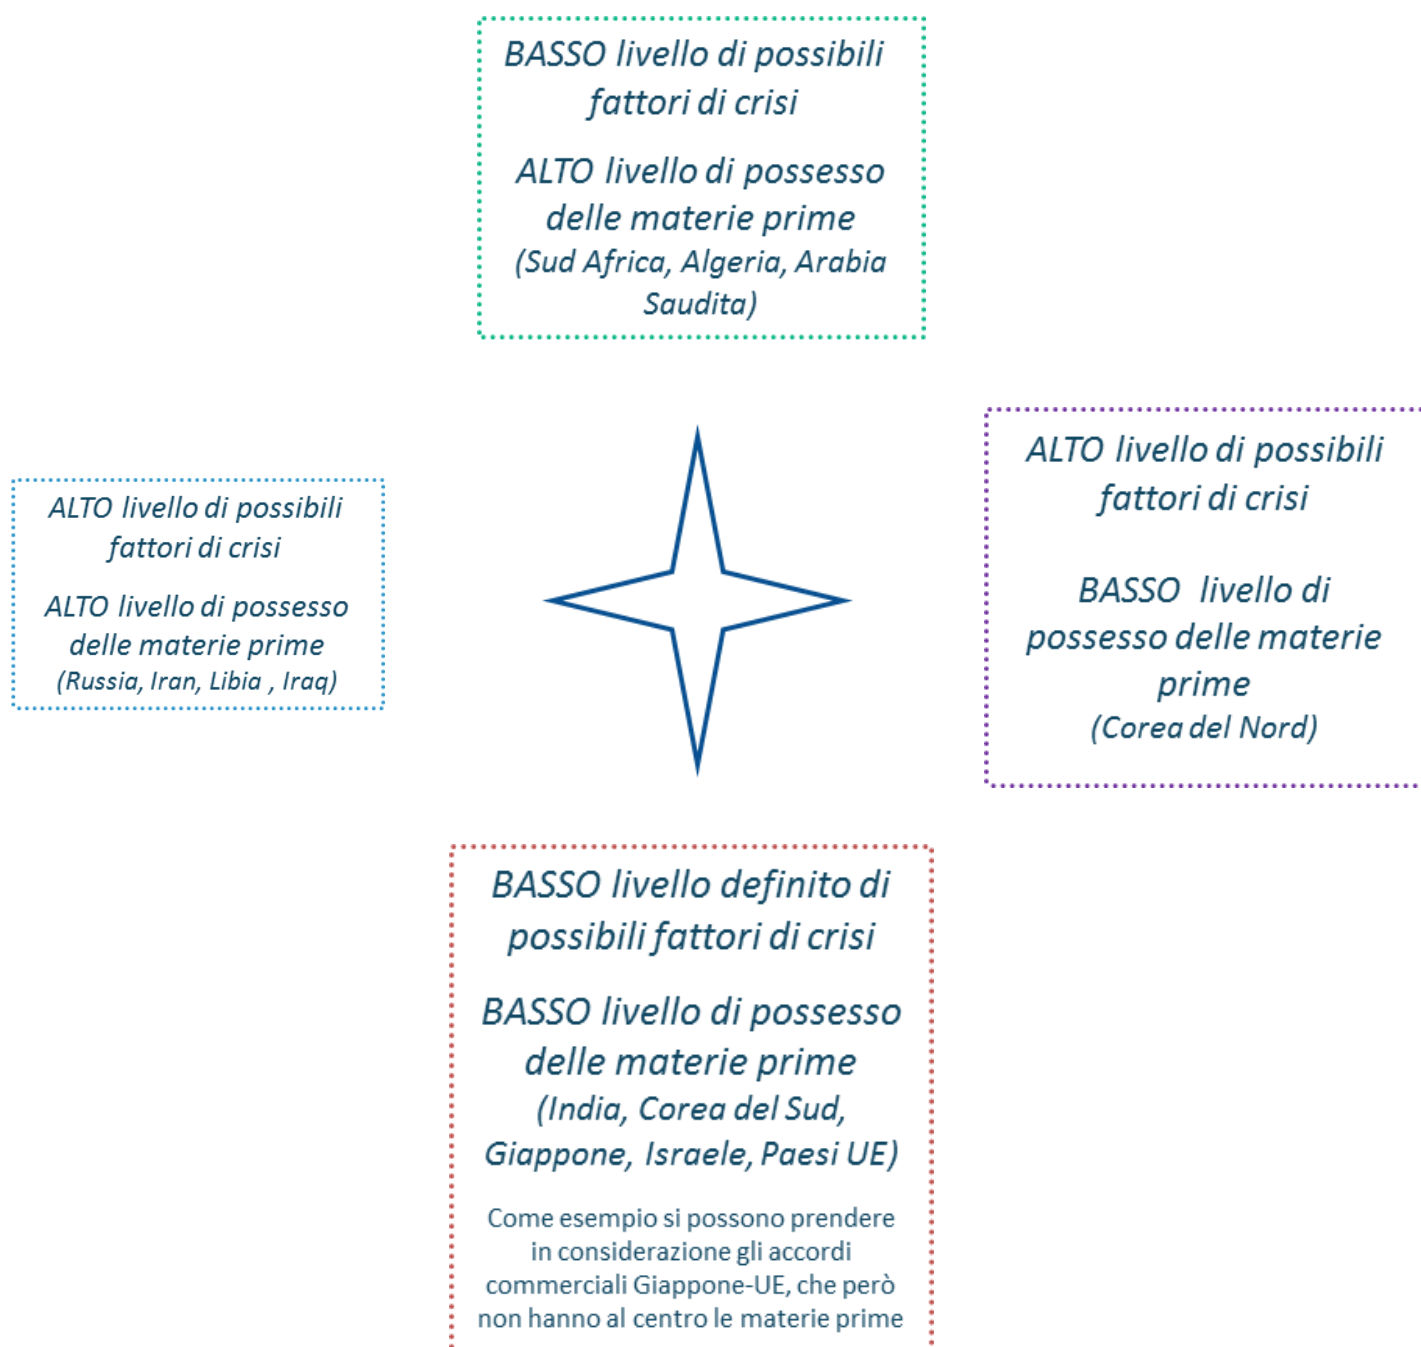 BASSO livello di possibili
fattori di crisi
ALTO livello di possesso
delle materie prime
(Sud Africa, Algeria, Arabia
Saudita)
ALTO livello di possibili
fattori di crisi
ALTO livello di possesso
delle materie prime
(Russia, Iran, Libia , Iraq)
ALTO livello di possibili
fattori di crisi
BASSO livello di
possesso delle materie
prime
(Corea del Nord)
BASSO livello definito di
possibili fattori di crisi
BASSO livello di possesso
delle materie prime
(India, Corea del Sud,
Giappone, Israele, Paesi UE)
Come esempio si possono prendere
in considerazione gli accordi
commerciali Giappone-UE, che però
non hanno al centro le materie prime